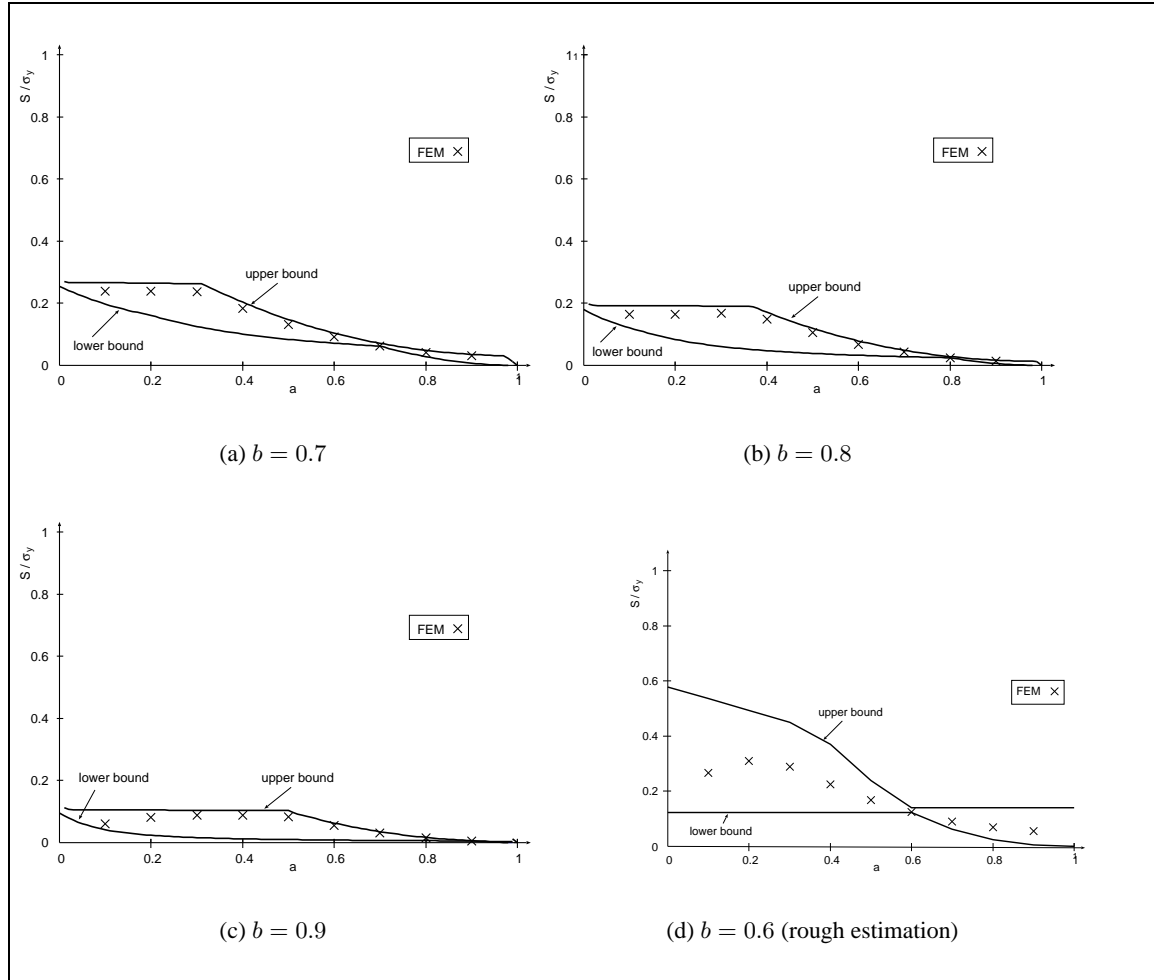 1
1 1
S / σy
S / σy
0.8
0.8
FEM ×
FEM ×
0.6
0.6
0.4
0.4
upper bound
upper bound
0.2
0.2
lower bound
lower bound
0
0
0 0.2 0.4 0.6 0.8 1
0 0.2 0.4 0.6 0.8 1
a
a
(a) b = 0.7
(b) b = 0.8
1
S / σy
0.8
FEM ×
0.6
0.4
0.2
lower bound
upper bound
0
0 0.2 0.4 0.6 0.8 1
a
(c) b = 0.9
1
S / σy
0.8
0.6
FEM ×
upper bound
0.4
0.2
lower bound
0
0 0.2 0.4 0.6 0.8 1
a
(d) b = 0.6 (rough estimation)